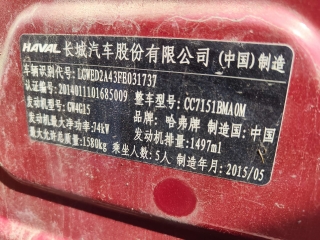 HAVAL 长城汽车股份有限公司 (中国) 制造
车辆识别代号: LGWED2A43FE031737
认证编号: 2014011101685009 整车型号: CC7151BMA0M
发动机型号: GW4G15 品牌: 哈弗牌 制造国: 中国
发动机最大净功率: 74kW 发动机排量: 1497ml
最大允许总质量: 1580kg 乘坐人数: 5人 制造年月: 2015/05